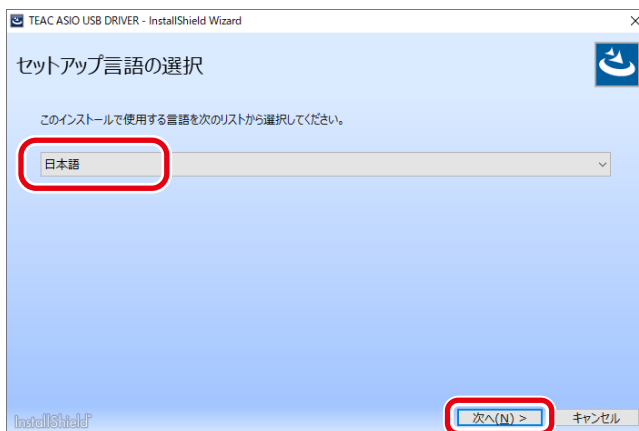 TEAC ASIO USB DRIVER - InstallShield Wizard
セットアップ言語の選択
このインストールで使用する言語を次のリストから選択してください。
日本語
InstallShield
次へ(N) >
キャンセル